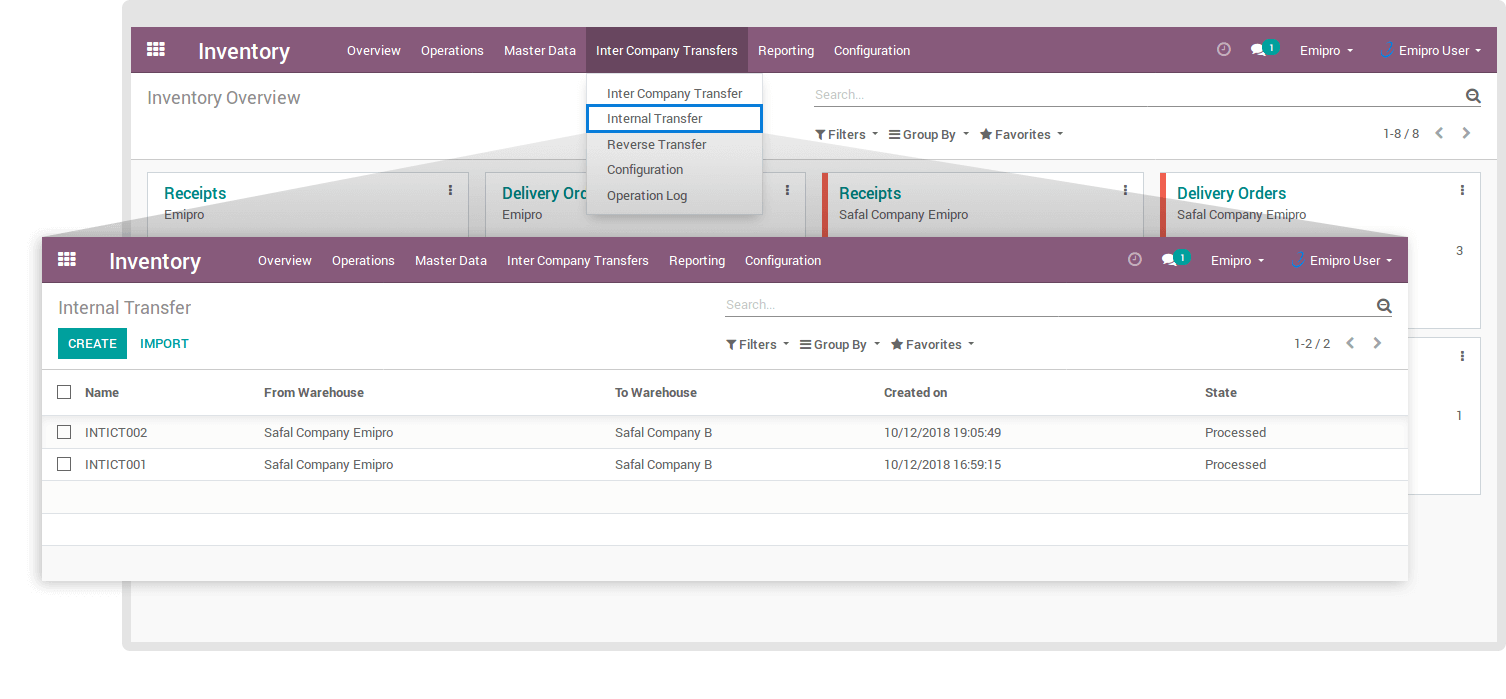 Inventory Overview Operations Master Data Inter Company Transfers Reporting Configuration 1 Emipro Emipro User
Inventory Overview
Search...
Inter Company Transfer
Internal Transfer
Reverse Transfer
Configuration
Operation Log
Filters Group By Favorites 1-8 / 8
Receipts
Emipro
Delivery Ord
Emipro
Receipts
Safal Company Emipro
Delivery Orders
Safal Company Emipro
3
1
Inventory Overview Operations Master Data Inter Company Transfers Reporting Configuration 1 Emipro Emipro User
Internal Transfer
Search...
CREATE IMPORT
Filters Group By Favorites 1-2 / 2
Name From Warehouse To Warehouse Created on State
INTICT002 Safal Company Emipro Safal Company B 10/12/2018 19:05:49 Processed
INTICT001 Safal Company Emipro Safal Company B 10/12/2018 16:59:15 Processed